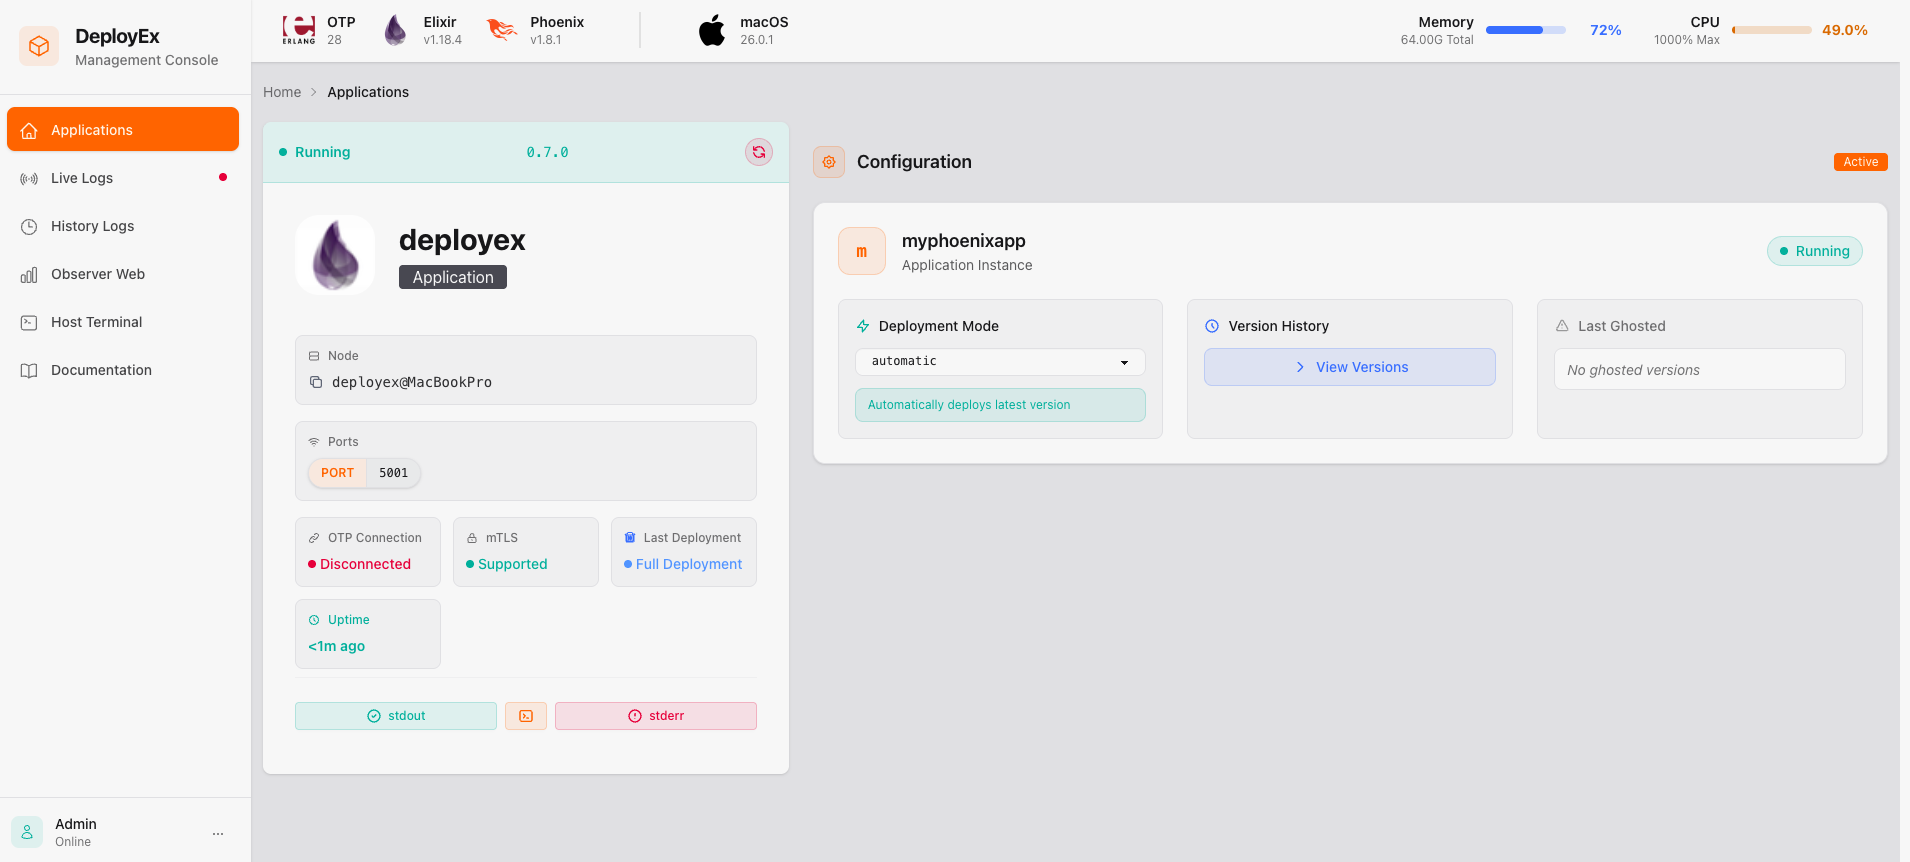 DeployEx
Management Console
Applications
Live Logs
History Logs
Observer Web
Host Terminal
Documentation
Admin
Online
...
ERLANG
OTP
28
Elixir
v1.18.4
Phoenix
v1.8.1
macOS
26.0.1
Memory
64.00G Total
72%
CPU
1000% Max
49.0%
Home > Applications
Running
0.7.0
deployex
Application
Node
deployex@MacBookPro
Ports
PORT 5001
OTP Connection
Disconnected
mTLS
Supported
Last Deployment
Full Deployment
Uptime
<1m ago
stdout
stderr
Configuration
Active
m
myphoenixapp
Application Instance
Running
Deployment Mode
automatic
Automatically deploys latest version
Version History
View Versions
Last Ghosted
No ghosted versions